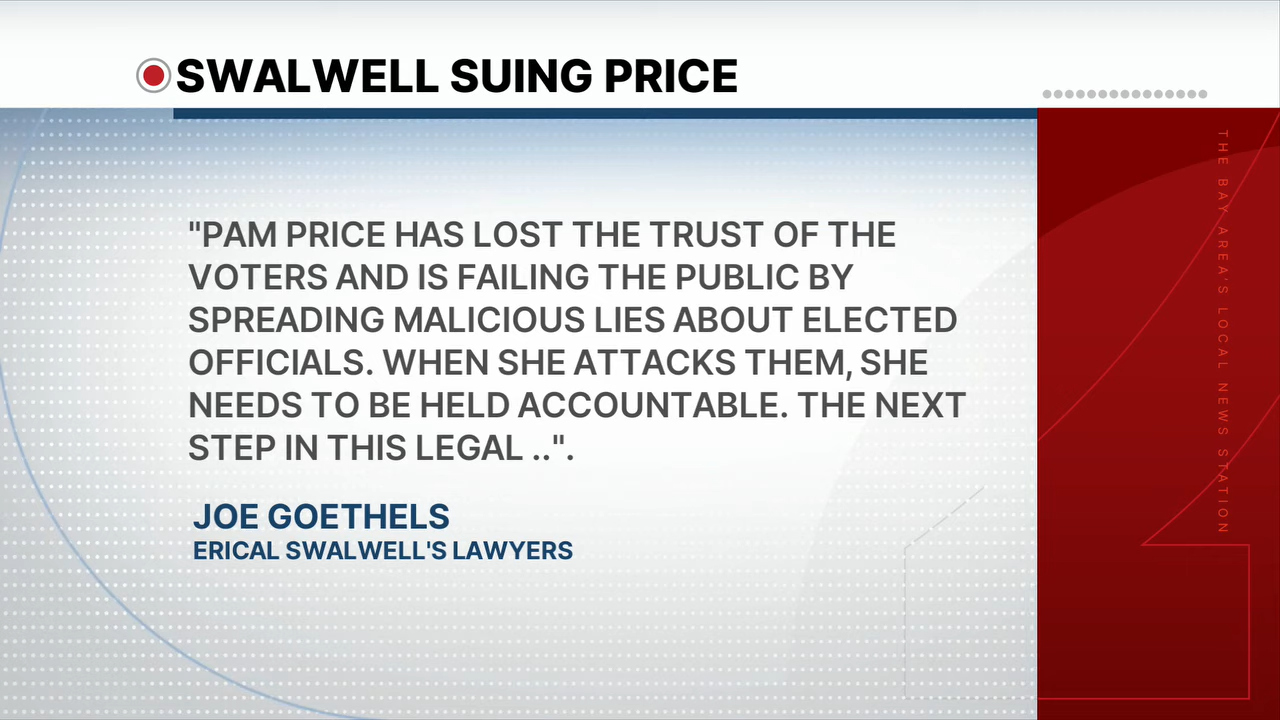 SWALWELL SUING PRICE
"PAM PRICE HAS LOST THE TRUST OF THE
VOTERS AND IS FAILING THE PUBLIC BY
SPREADING MALICIOUS LIES ABOUT ELECTED
OFFICIALS. WHEN SHE ATTACKS THEM, SHE
NEEDS TO BE HELD ACCOUNTABLE. THE NEXT
STEP IN THIS LEGAL ..".
JOE GOETHELS
ERICAL SWALWELL'S LAWYERS
THE BAY AREA'S LOCAL NEWS STATION